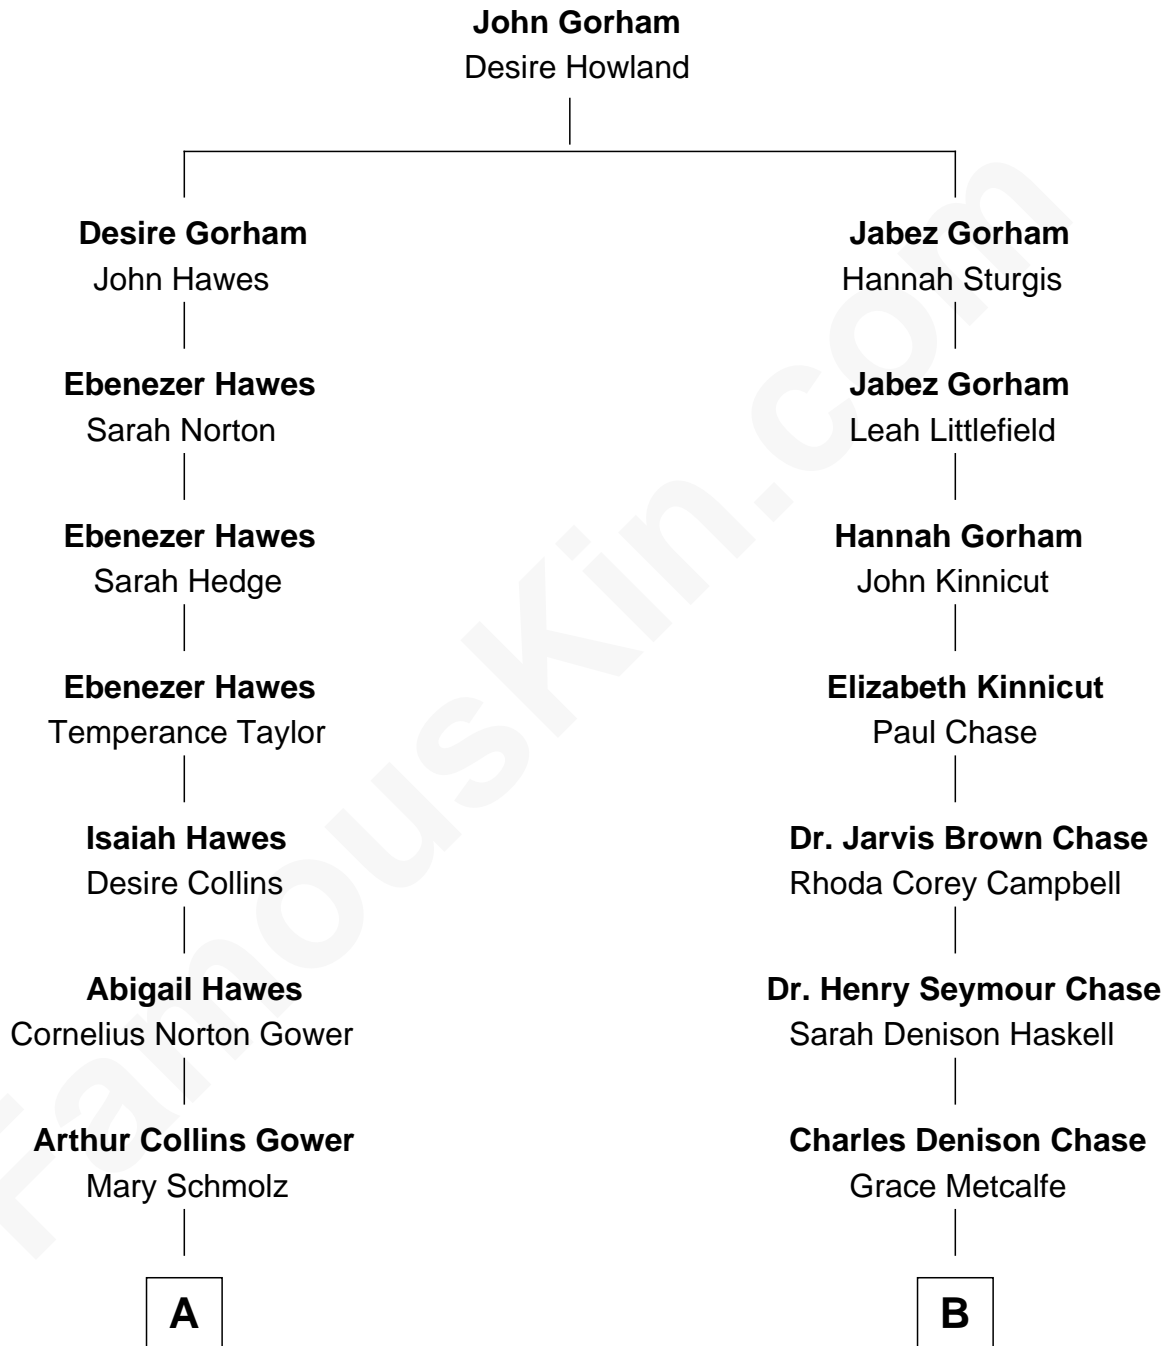 John Gorham
Desire Howland
Desire Gorham
John Hawes
Jabez Gorham
Hannah Sturgis
Ebenezer Hawes
Sarah Norton
Jabez Gorham
Leah Littlefield
Ebenezer Hawes
Sarah Hedge
Hannah Gorham
John Kinnicut
Ebenezer Hawes
Temperance Taylor
Elizabeth Kinnicut
Paul Chase
Isaiah Hawes
Desire Collins
Dr. Jarvis Brown Chase
Rhoda Corey Campbell
Abigail Hawes
Cornelius Norton Gower
Dr. Henry Seymour Chase
Sarah Denison Haskell
Arthur Collins Gower
Mary Schmolz
Charles Denison Chase
Grace Metcalfe
A
B
FamousKin.com